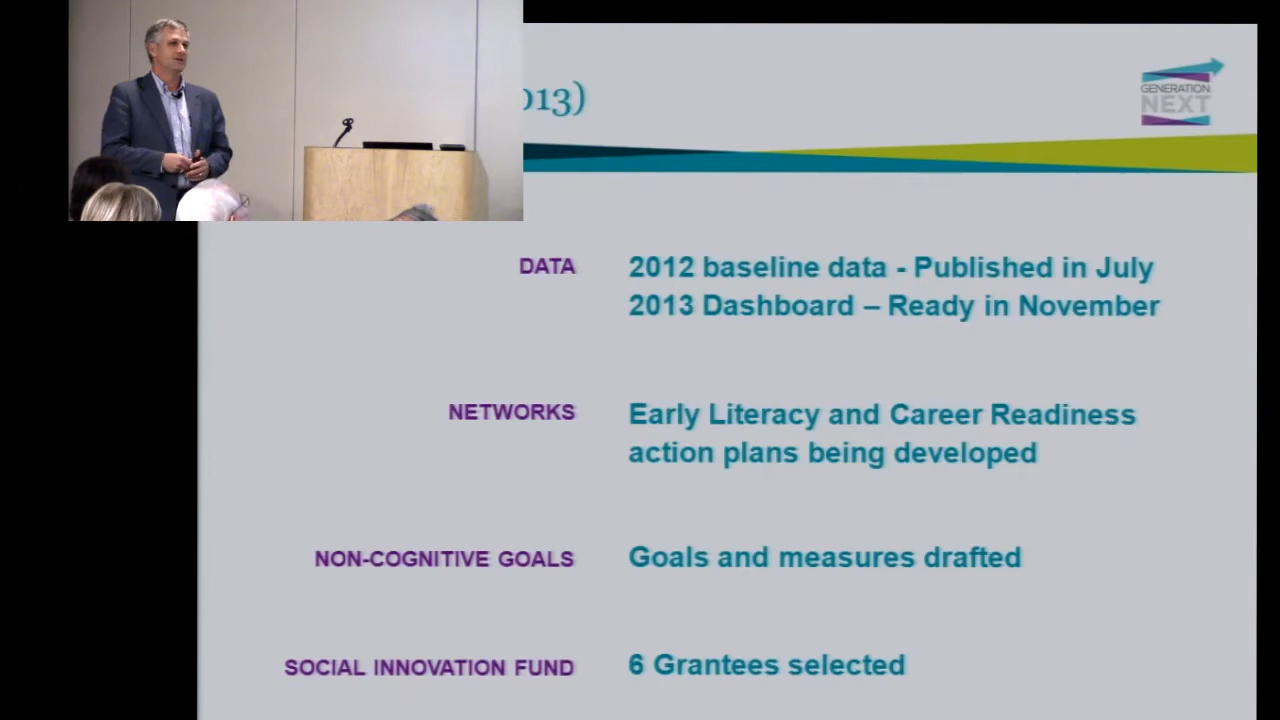 013)
GENERATION
NEXT
DATA
2012 baseline data - Published in July
2013 Dashboard – Ready in November
NETWORKS
Early Literacy and Career Readiness
action plans being developed
NON-COGNITIVE GOALS
Goals and measures drafted
SOCIAL INNOVATION FUND
6 Grantees selected